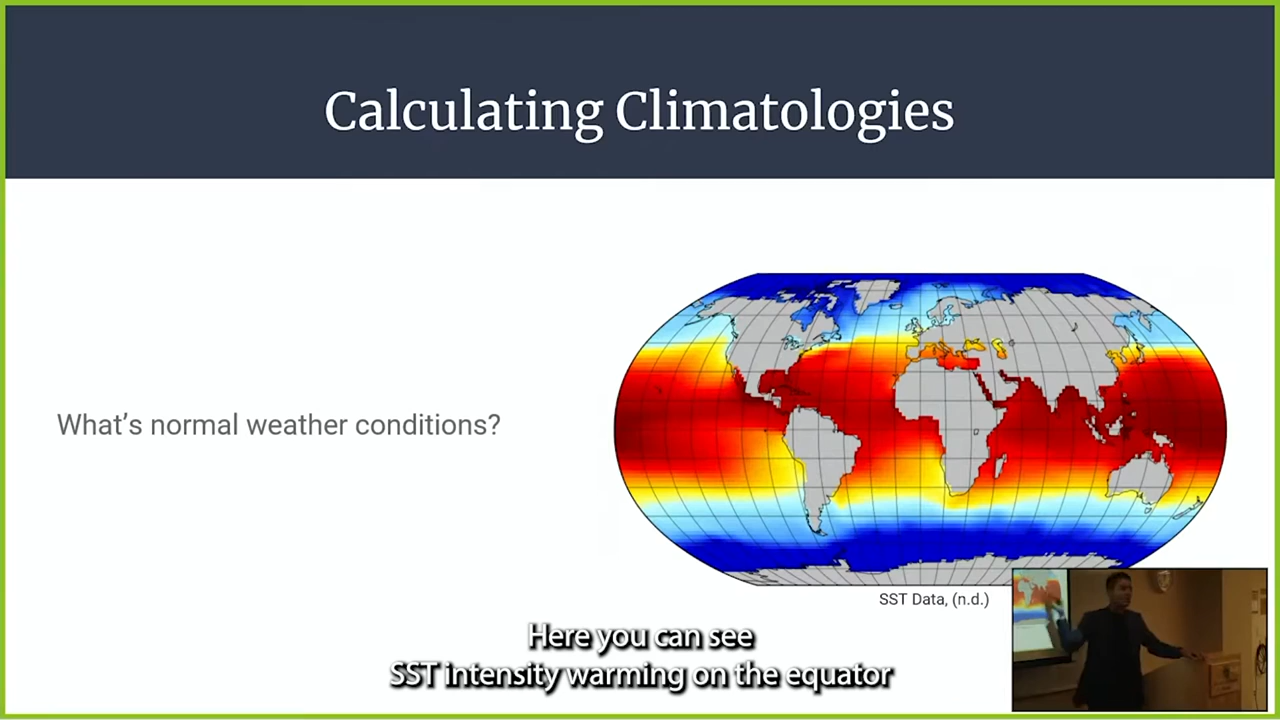 Calculating Climatologies
What’s normal weather conditions?
SST Data, (n.d.)
Here you can see
SST intensity warming on the equator